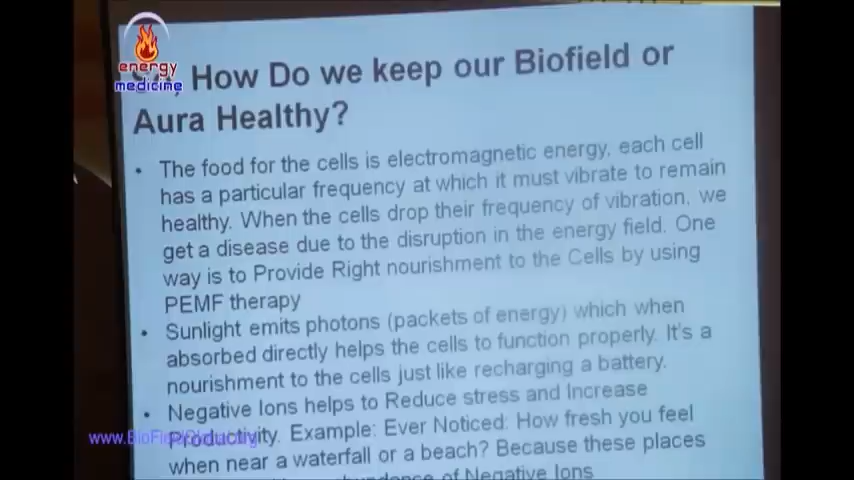 energy
medicine
How Do we keep our Biofield or
Aura Healthy?
• The food for the cells is electromagnetic energy, each cell
has a particular frequency at which it must vibrate to remain
healthy. When the cells drop their frequency of vibration, we
get a disease due to the disruption in the energy field. One
way is to Provide Right nourishment to the Cells by using
PEMF therapy
• Sunlight emits photons (packets of energy) which when
absorbed directly helps the cells to function properly. It's a
nourishment to the cells just like recharging a battery.
• Negative Ions helps to Reduce stress and Increase
Productivity. Example: Ever Noticed: How fresh you feel
when near a waterfall or a beach? Because these places
of Negative Ions